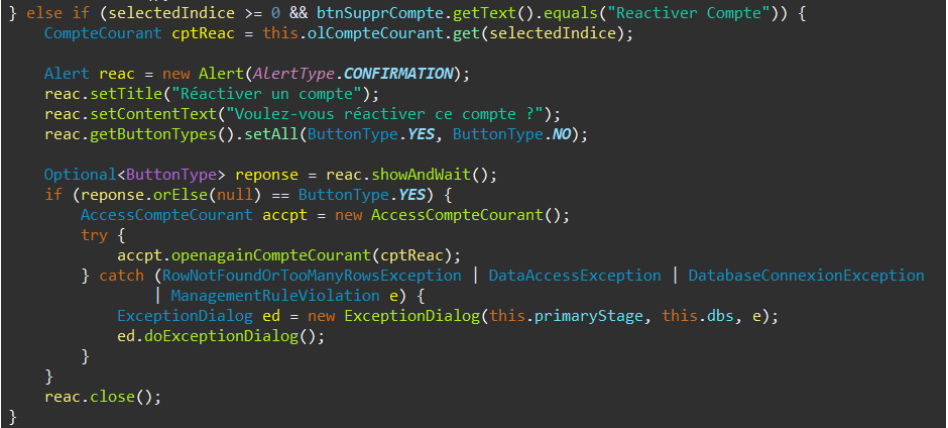 } else if (selectedIndice >= 0 && btnSupprCompte.getText().equals("Reactiver Compte")) {
    CompteCourant cptReac = this.olCompteCourant.get(selectedIndice);

    Alert reac = new Alert(AlertType.CONFIRMATION);
    reac.setTitle("Réactiver un compte");
    reac.setContentText("Voulez-vous réactiver ce compte ?");
    reac.getButtonTypes().setAll(ButtonType.YES, ButtonType.NO);

    Optional<ButtonType> reponse = reac.showAndWait();
    if (reponse.orElse(null) == ButtonType.YES) {
        AccessCompteCourant accpt = new AccessCompteCourant();
        try {
            accpt.openagainCompteCourant(cptReac);
        } catch (RowNotFoundOrTooManyRowsException | DataAccessException | DatabaseConnexionException
                | ManagementRuleViolation e) {
            ExceptionDialog ed = new ExceptionDialog(this.primaryStage, this.dbs, e);
            ed.doExceptionDialog();
        }
    }
    reac.close();
}